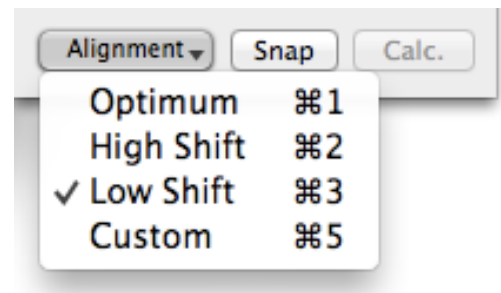 Alignment Snap Calc.
Optimum ⌘1
High Shift ⌘2
✓ Low Shift ⌘3
Custom ⌘5